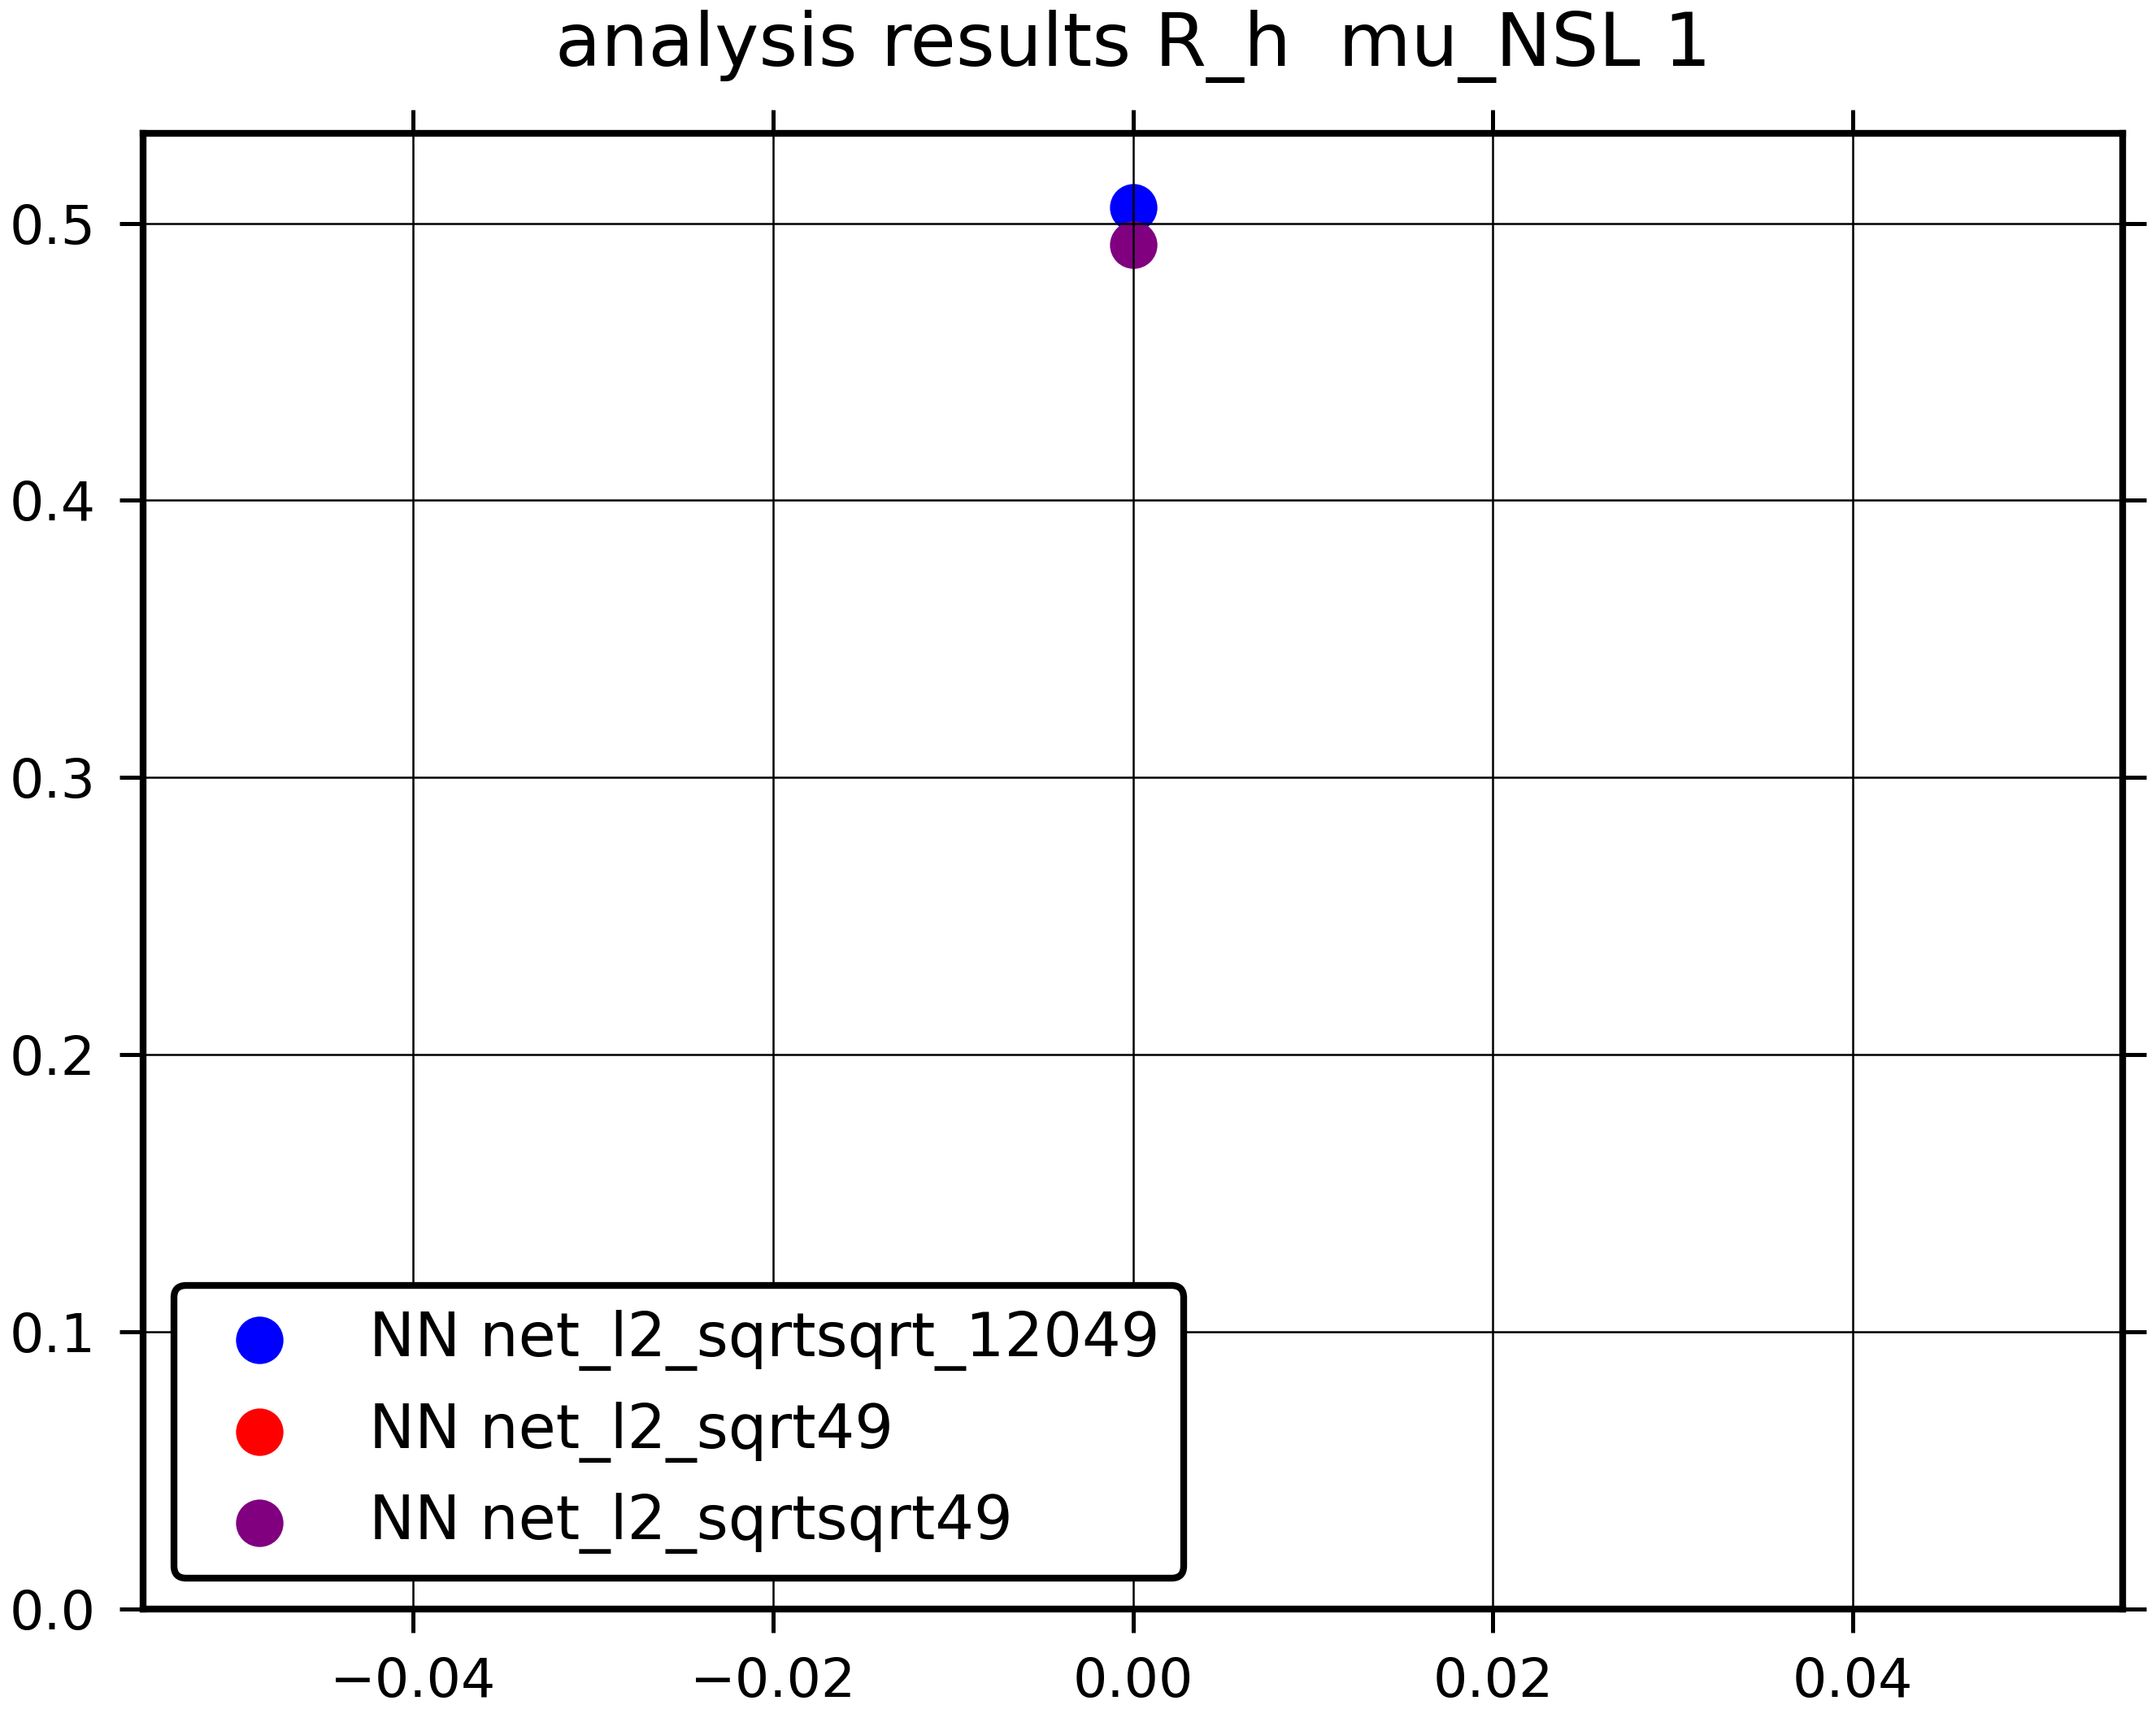 analysis results R_h  mu_NSL 1
0.5
0.4
0.3
0.2
0.1
0.0
NN net_l2_sqrtsqrt_12049
NN net_l2_sqrt49
NN net_l2_sqrtsqrt49
−0.04 −0.02 0.00 0.02 0.04